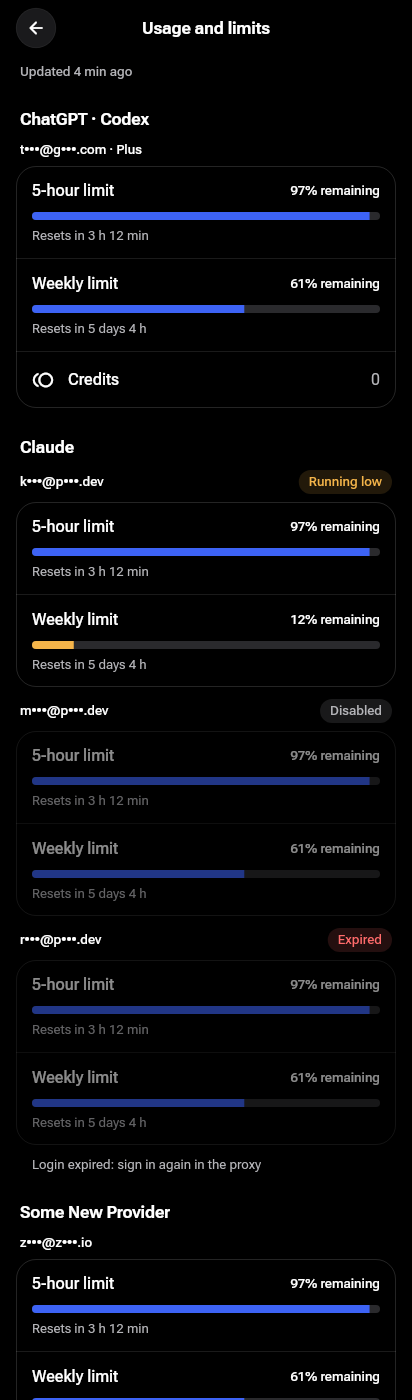 Usage and limits
Updated 4 min ago
ChatGPT · Codex
t•••@g•••.com · Plus
5-hour limit 97% remaining
Resets in 3 h 12 min
Weekly limit 61% remaining
Resets in 5 days 4 h
Credits 0
Claude
k•••@p•••.dev Running low
5-hour limit 97% remaining
Resets in 3 h 12 min
Weekly limit 12% remaining
Resets in 5 days 4 h
m•••@p•••.dev Disabled
5-hour limit 97% remaining
Resets in 3 h 12 min
Weekly limit 61% remaining
Resets in 5 days 4 h
r•••@p•••.dev Expired
5-hour limit 97% remaining
Resets in 3 h 12 min
Weekly limit 61% remaining
Resets in 5 days 4 h
Login expired: sign in again in the proxy
Some New Provider
z•••@z•••.io
5-hour limit 97% remaining
Resets in 3 h 12 min
Weekly limit 61% remaining